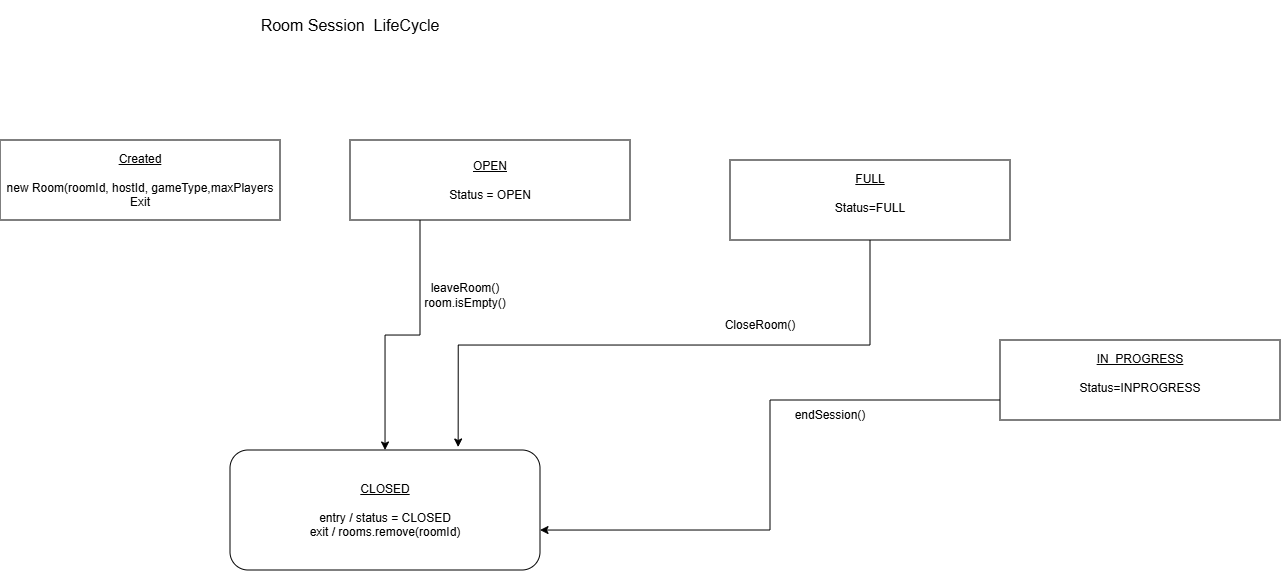 Room Session  LifeCycle
Created
new Room(roomId, hostId, gameType,maxPlayers
Exit
OPEN
Status = OPEN
FULL
Status=FULL
leaveRoom()
room.isEmpty()
CloseRoom()
IN_PROGRESS
Status=INPROGRESS
endSession()
CLOSED
entry / status = CLOSED
exit / rooms.remove(roomId)